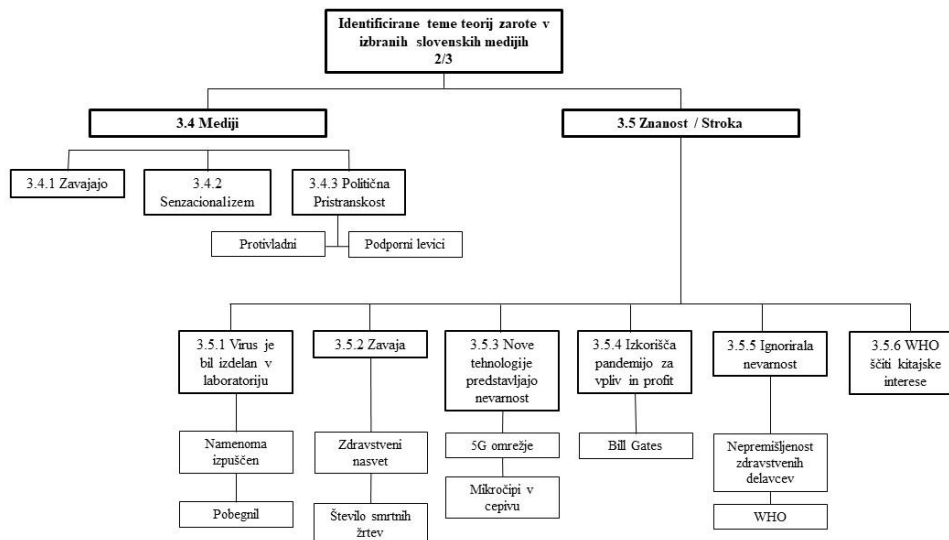 Identificirane teme teorij zarote v
izbranih slovenskih medijih
2/3
3.4 Mediji
3.5 Znanost / Stroka
3.4.1 Zavajajo
3.4.2
Senzacionalizem
3.4.3 Politična
Pristranskost
Protivladni
Podporni levici
3.5.1 Virus je
bil izdelan v
laboratoriju
3.5.2 Zavaja
3.5.3 Nove
tehnologije
predstavljajo
nevarnost
3.5.4 Izkorišča
pandemijo za
vpliv in profit
3.5.5 Ignorirala
nevarnost
3.5.6 WHO
ščiti kitajske
interese
Namenoma
izpuščen
Pobegnil
Zdravstveni
nasvet
Število smrtnih
žrtev
5G omrežje
Mikročipi v
cepivu
Bill Gates
Nepremišljenost
zdravstvenih
delavcev
WHO